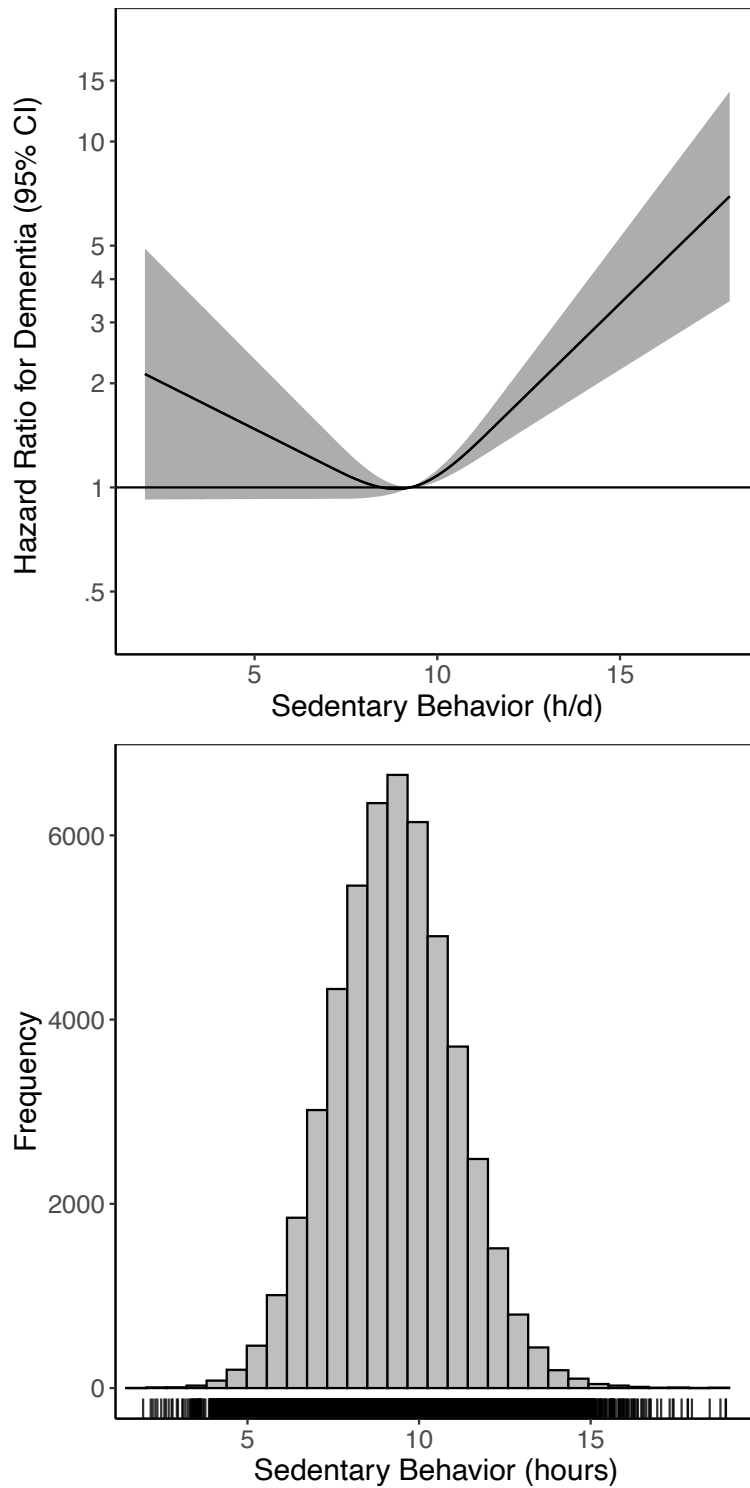 Hazard Ratio for Dementia (95% CI)
15
10
5
4
3
2
1
.5
5 10 15
Sedentary Behavior (h/d)
Frequency
6000
4000
2000
0
5 10 15
Sedentary Behavior (hours)